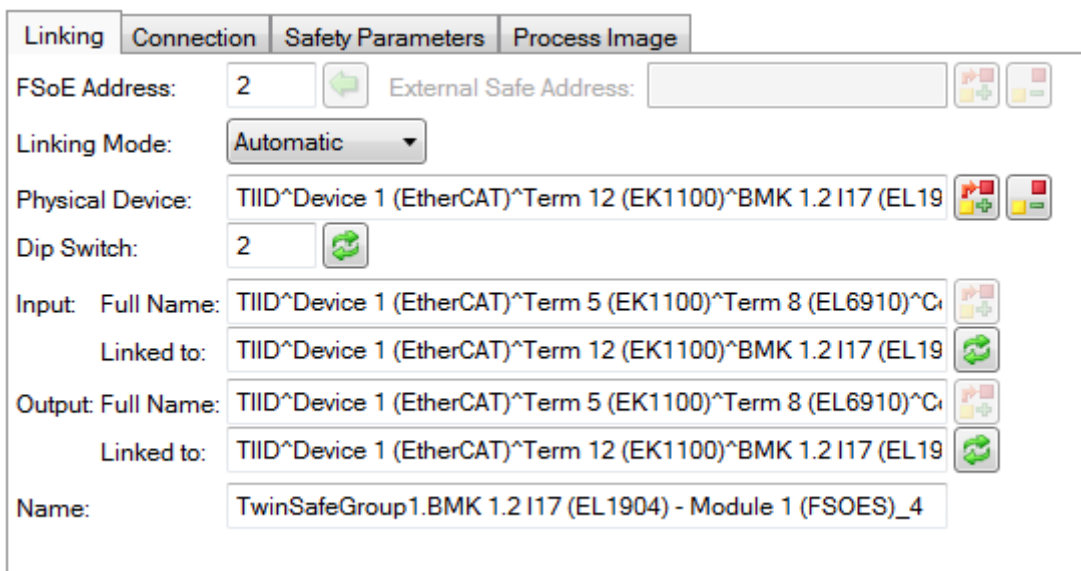 Linking Connection Safety Parameters Process Image
FSoE Address: 2 External Safe Address:
Linking Mode: Automatic
Physical Device: TIID^Device 1 (EtherCAT)^Term 12 (EK1100)^BMK 1.2 I17 (EL19
Dip Switch: 2
Input: Full Name: TIID^Device 1 (EtherCAT)^Term 5 (EK1100)^Term 8 (EL6910)^C
Linked to: TIID^Device 1 (EtherCAT)^Term 12 (EK1100)^BMK 1.2 I17 (EL19
Output: Full Name: TIID^Device 1 (EtherCAT)^Term 5 (EK1100)^Term 8 (EL6910)^C
Linked to: TIID^Device 1 (EtherCAT)^Term 12 (EK1100)^BMK 1.2 I17 (EL19
Name: TwinSafeGroup1.BMK 1.2 I17 (EL1904) - Module 1 (FSOES)_4